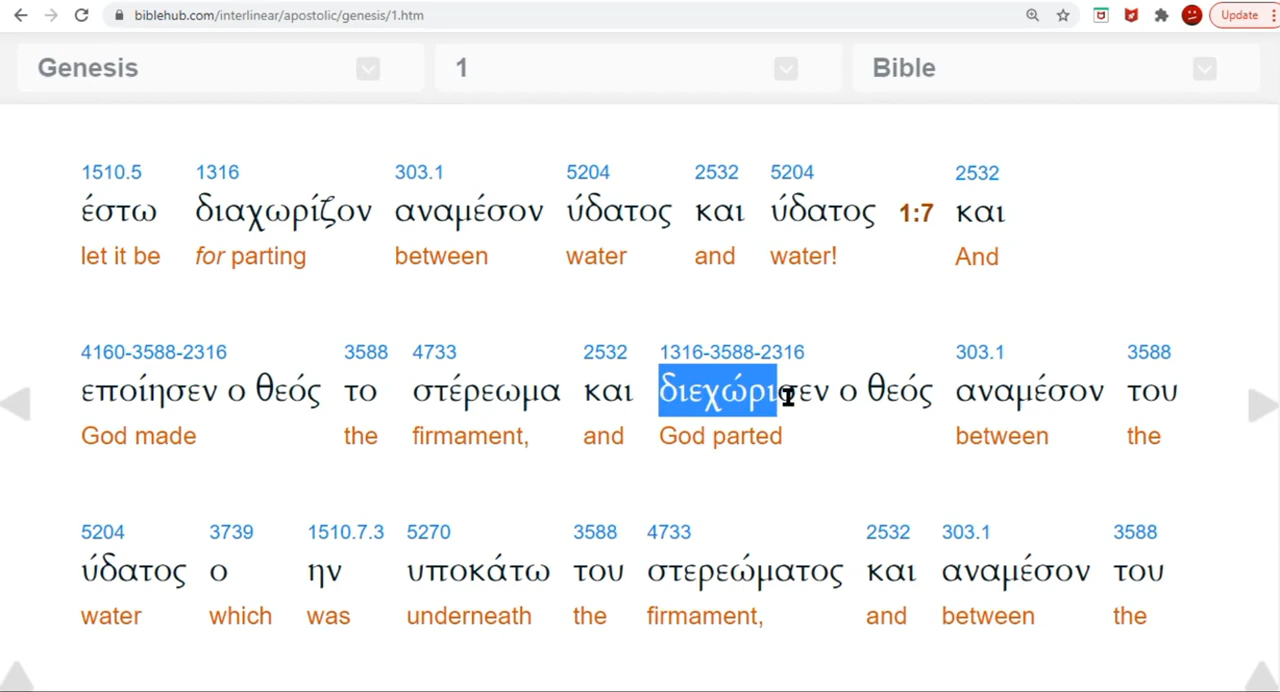 biblehub.com/interlinear/apostolic/genesis/1.htm Update
Genesis 1 Bible
1510.5 1316 303.1 5204 2532 5204 2532
έστω διαχωρίζον αναμέσον ύδατος και ύδατος 1:7 και
let it be for parting between water and water! And
4160-3588-2316 3588 4733 2532 1316-3588-2316 303.1 3588
εποίησεν ο θεός το στέρεωμα και διεχώρισεν ο θεός αναμέσον του
God made the firmament, and God parted between the
5204 3739 1510.7.3 5270 3588 4733 2532 303.1 3588
ύδατος ο ην υποκάτω του στερεώματος και αναμέσον του
water which was underneath the firmament, and between the